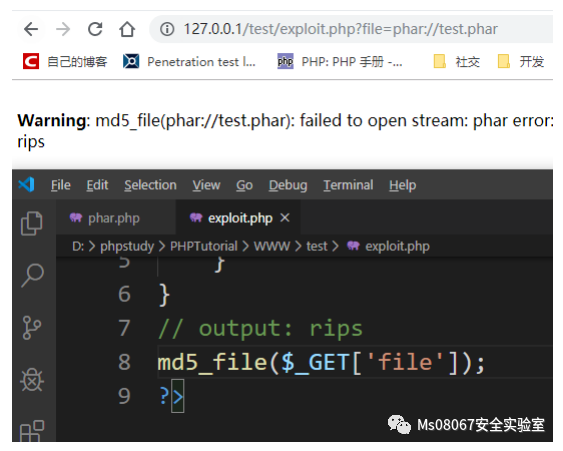 127.0.0.1/test/exploit.php?file=phar://test.phar
自己的博客 Penetration test l... php PHP: PHP 手册 -... 社交 开发
Warning: md5_file(phar://test.phar): failed to open stream: phar error:
rips
File Edit Selection View Go Debug Terminal Help
phar.php exploit.php ×
D: > phpstudy > PHPTutorial > WWW > test > exploit.php
5 }
6 }
7 // output: rips
8 md5_file($_GET['file']);
9 ?>
Ms08067安全实验室